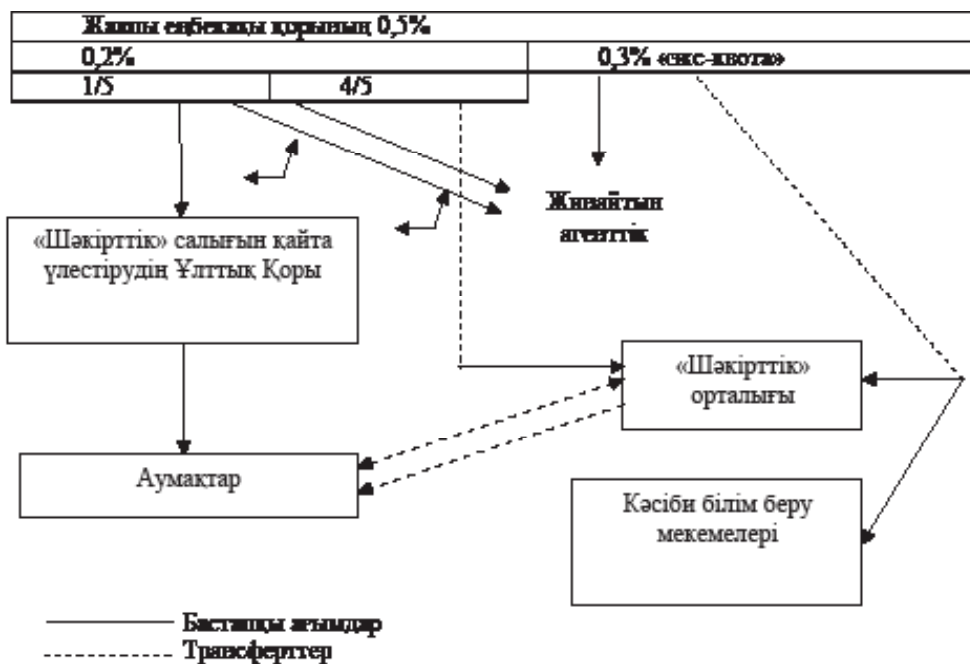 Жалпы еңбекақы қорының 0,5%
0,2%
0,3% «екс-квота»
1/5
4/5
Жинайтын
агенттік
«Шәкірттік» салығын қайта
үлестірудің Ұлттық Қоры
«Шәкірттік»
орталығы
Аумақтар
Кәсіби білім беру
мекемелері
Бастапқы ағымдар
Трансферттер